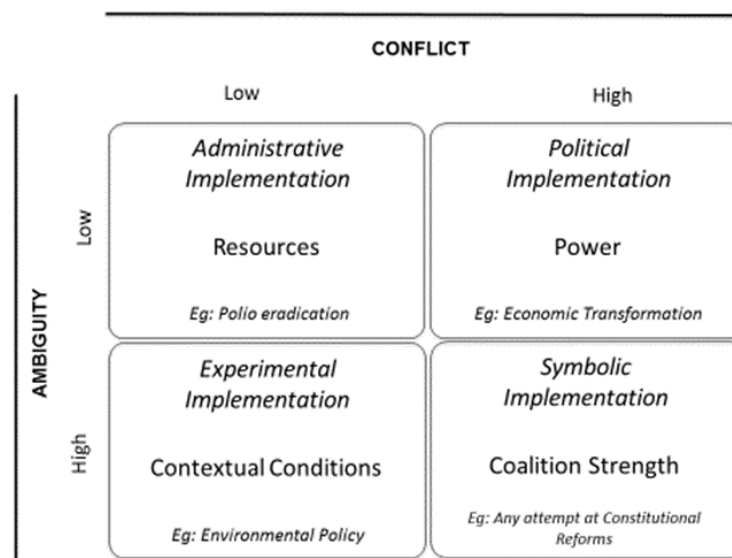 CONFLICT
Low
High
AMBIGUITY
Low
Administrative
Implementation
Resources
Eg: Polio eradication
Political
Implementation
Power
Eg: Economic Transformation
High
Experimental
Implementation
Contextual Conditions
Eg: Environmental Policy
Symbolic
Implementation
Coalition Strength
Eg: Any attempt at Constitutional
Reforms